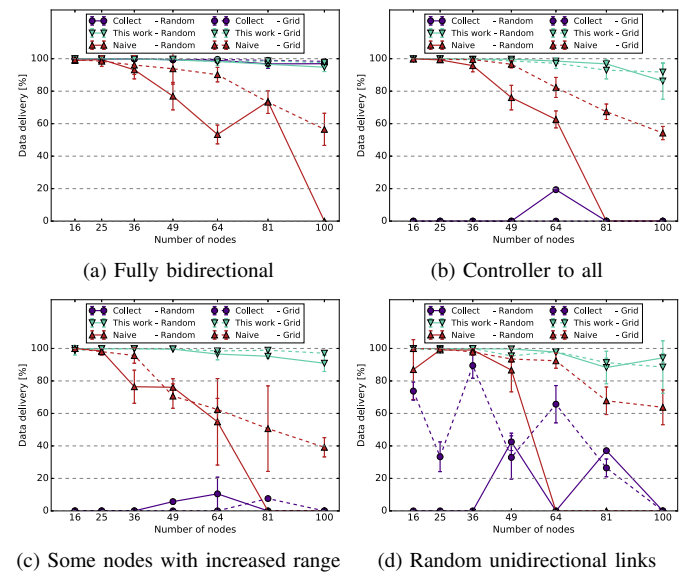 Collect - Random Collect - Grid
This work - Random This work - Grid
Naive - Random Naive - Grid
Data delivery [%]
100
80
60
40
20
0
16 25 36 49 64 81 100
Number of nodes
(a) Fully bidirectional
Collect - Random Collect - Grid
This work - Random This work - Grid
Naive - Random Naive - Grid
Data delivery [%]
100
80
60
40
20
0
16 25 36 49 64 81 100
Number of nodes
(b) Controller to all
Collect - Random Collect - Grid
This work - Random This work - Grid
Naive - Random Naive - Grid
Data delivery [%]
100
80
60
40
20
0
16 25 36 49 64 81 100
Number of nodes
(c) Some nodes with increased range
Collect - Random Collect - Grid
This work - Random This work - Grid
Naive - Random Naive - Grid
Data delivery [%]
100
80
60
40
20
0
16 25 36 49 64 81 100
Number of nodes
(d) Random unidirectional links